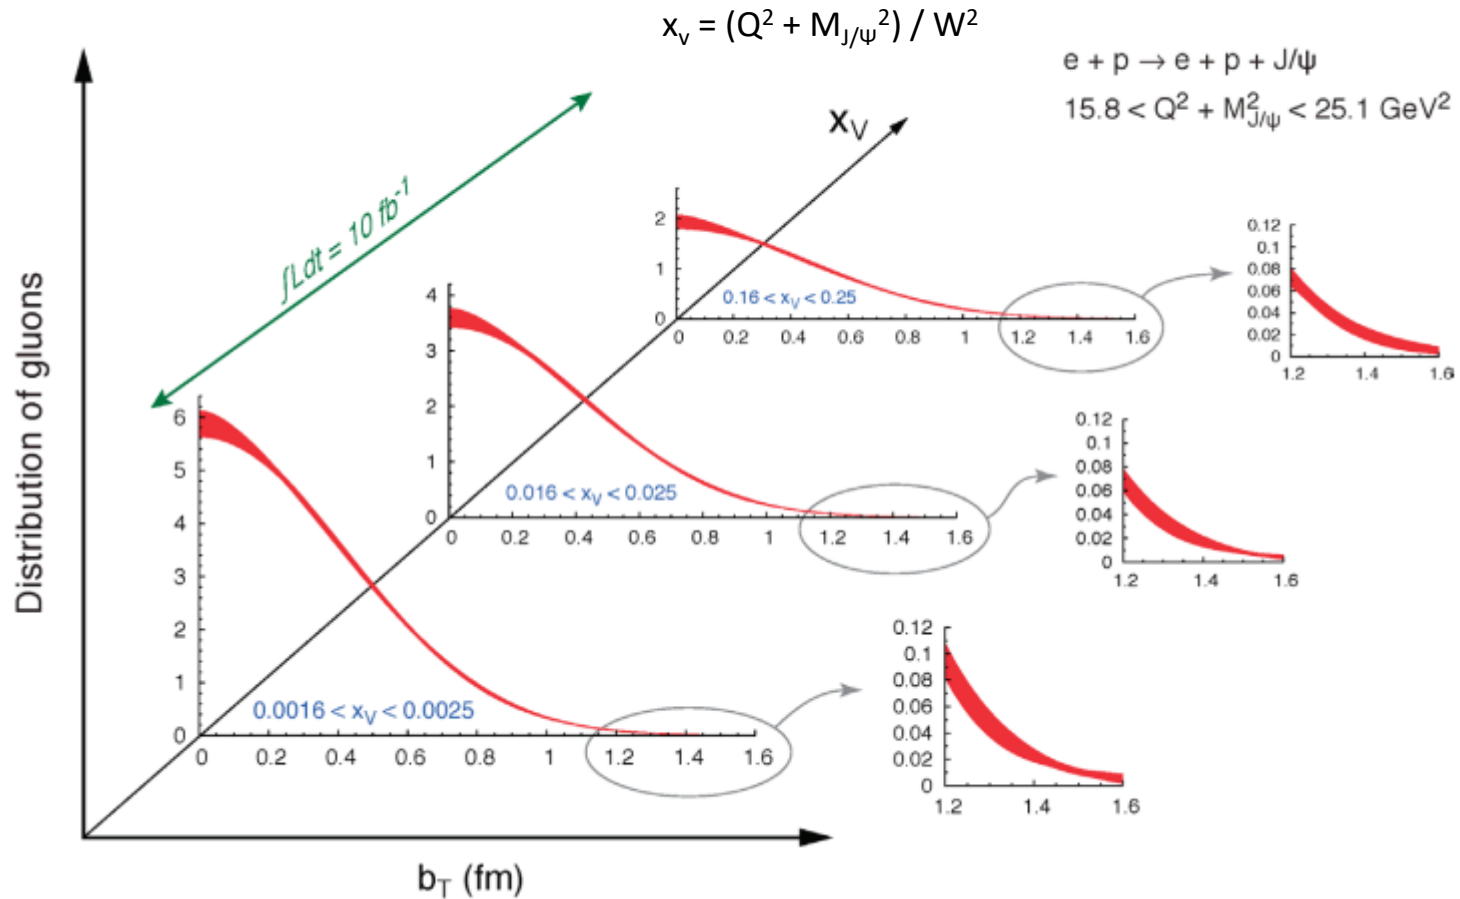 x_v = (Q² + M_J/ψ²) / W²
e + p → e + p + J/ψ
15.8 < Q² + M²_J/ψ < 25.1 GeV²
x_V
∫Ldt = 10 fb⁻¹
Distribution of gluons
2
1
0
0.16 < x_V < 0.25
0 0.2 0.4 0.6 0.8 1 1.2 1.4 1.6
0.12
0.1
0.08
0.06
0.04
0.02
0
1.2 1.4 1.6
4
3
2
1
0
0.016 < x_V < 0.025
0 0.2 0.4 0.6 0.8 1 1.2 1.4 1.6
0.12
0.1
0.08
0.06
0.04
0.02
0
1.2 1.4 1.6
6
5
4
3
2
1
0
0.0016 < x_V < 0.0025
0 0.2 0.4 0.6 0.8 1 1.2 1.4 1.6
0.12
0.1
0.08
0.06
0.04
0.02
0
1.2 1.4 1.6
b_T (fm)